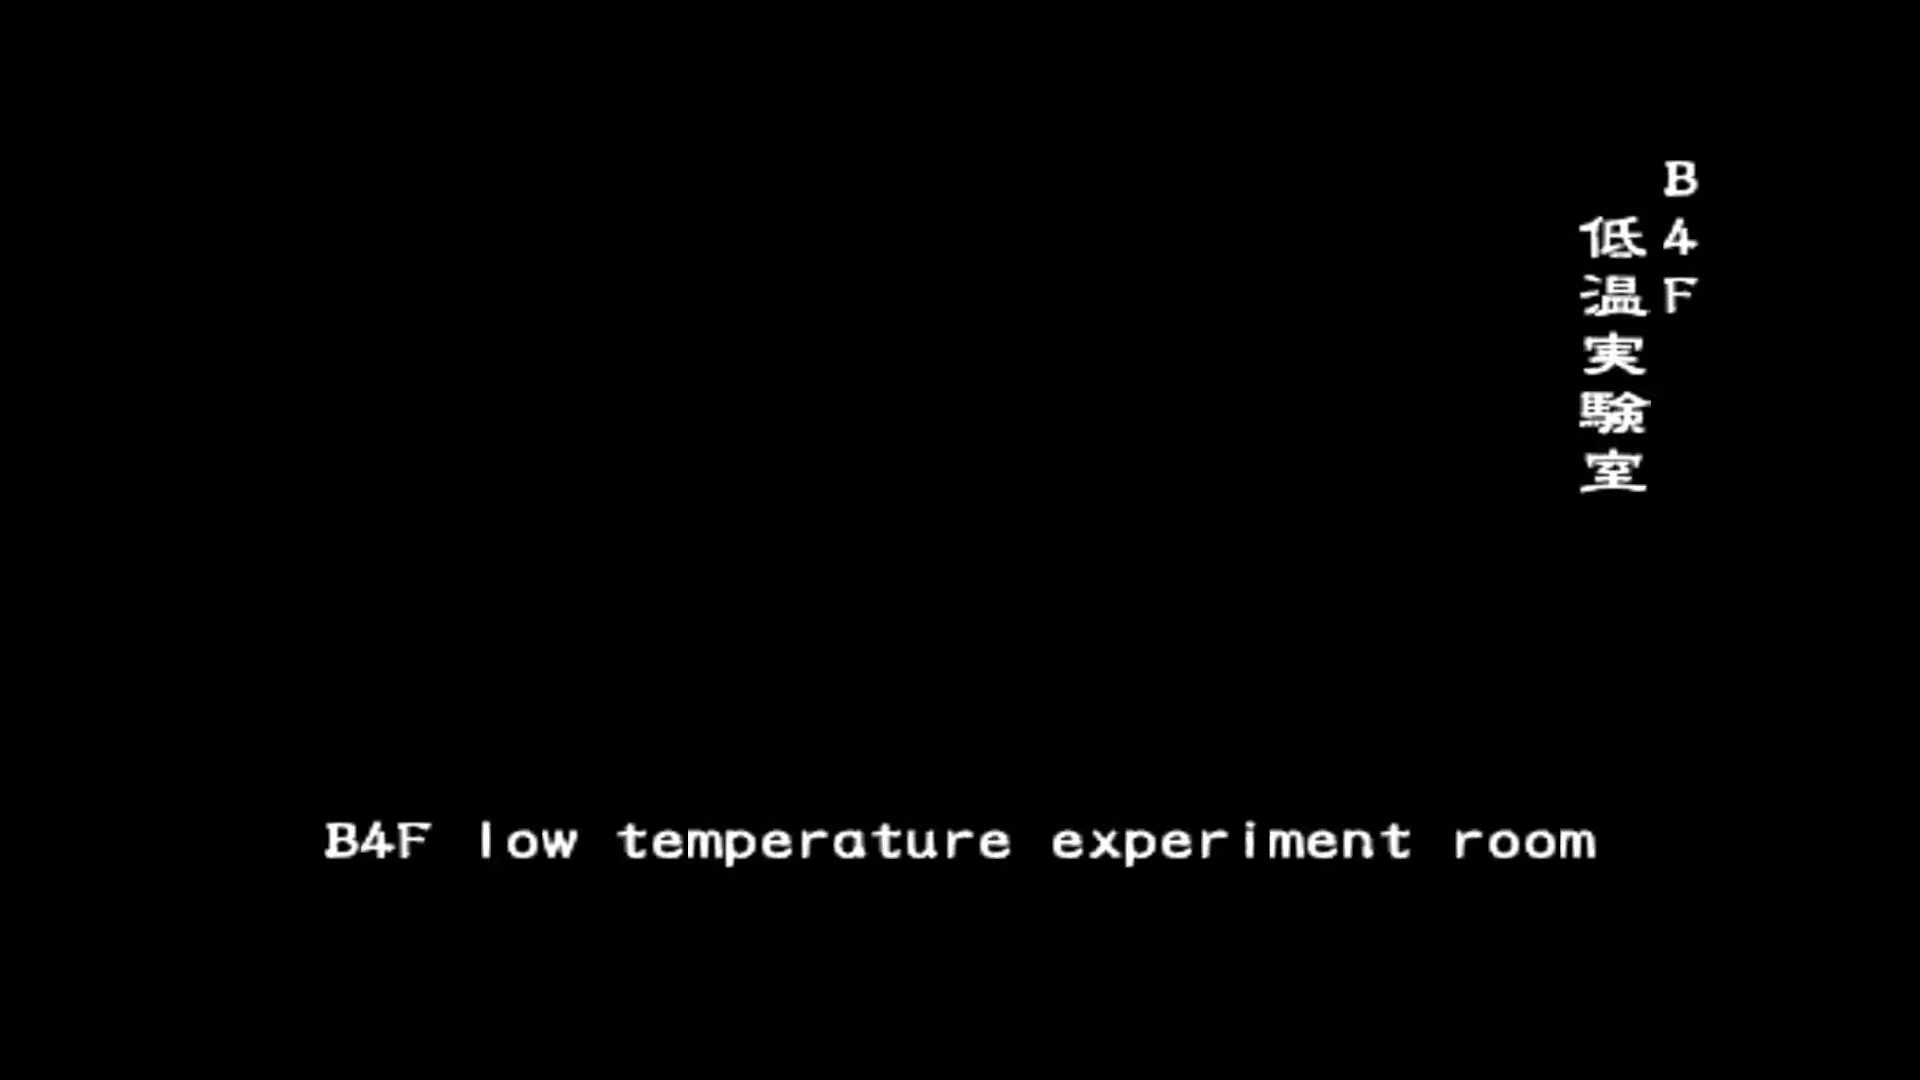 B4F
低温実験室
B4F low temperature experiment room